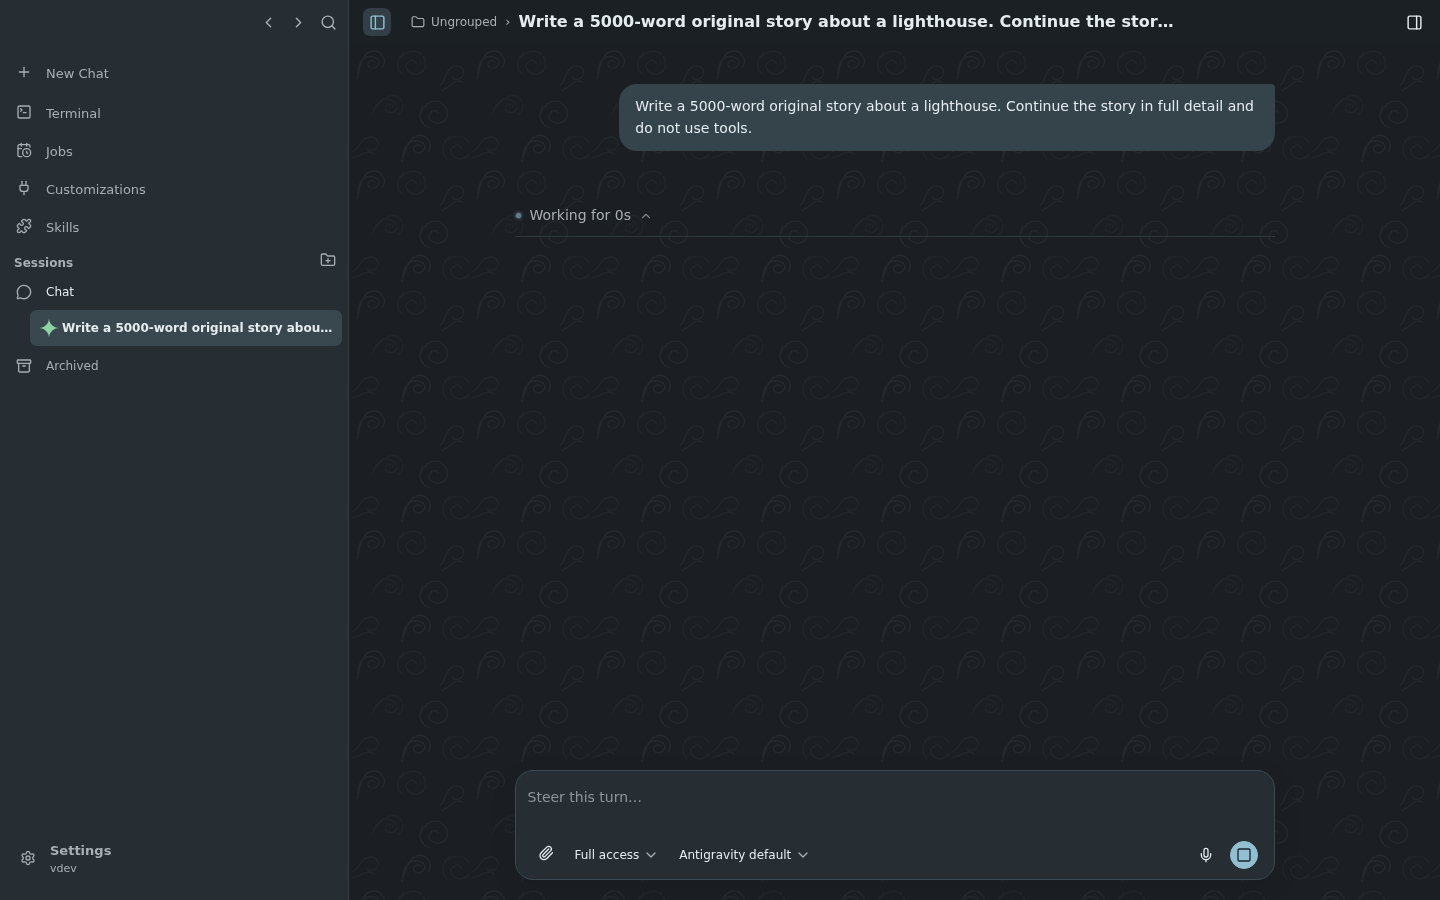 Ungrouped › Write a 5000-word original story about a lighthouse. Continue the stor…
New Chat
Terminal
Jobs
Customizations
Skills
Sessions
Chat
Write a 5000-word original story abou…
Archived
Settings
vdev
Write a 5000-word original story about a lighthouse. Continue the story in full detail and
do not use tools.
Working for 0s
Steer this turn…
Full access
Antigravity default